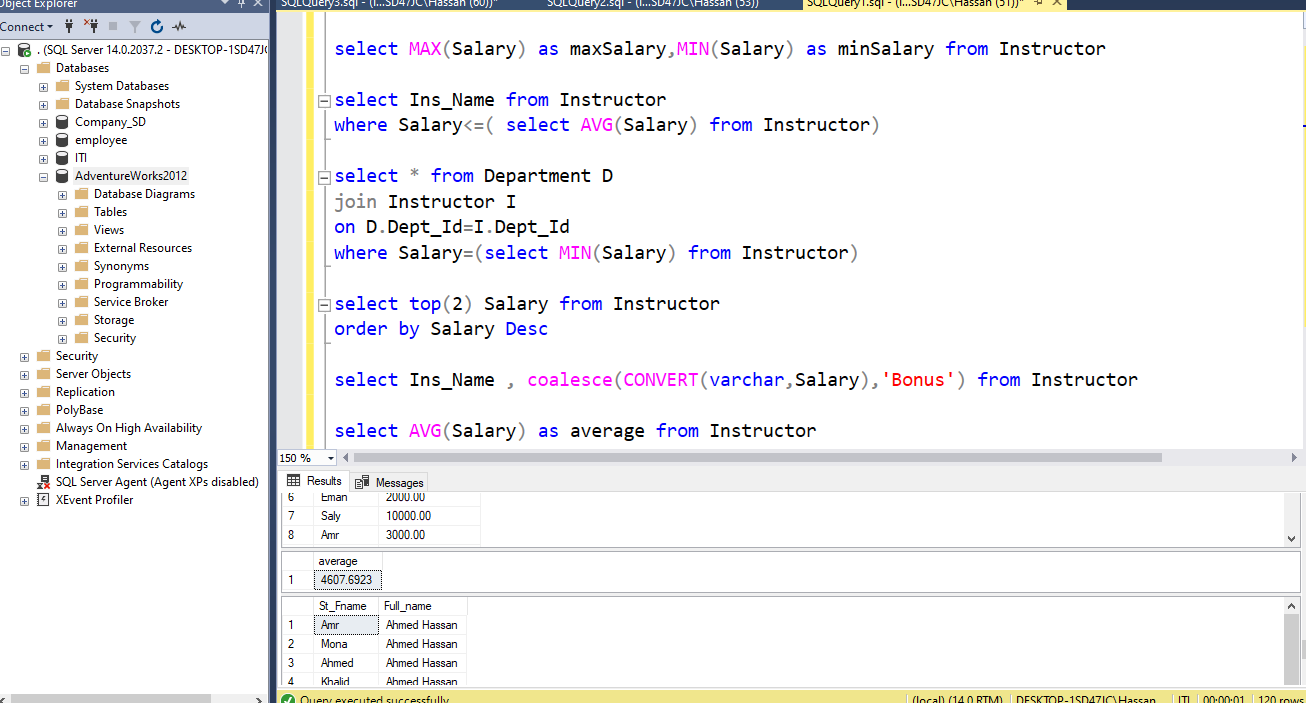 Object Explorer
SQLQuery3.sql - (l...SD47JC\Hassan (60))*
SQLQuery2.sql - (l...SD47JC\Hassan (53))
SQLQuery1.sql - (l...SD47JC\Hassan (51))*
Connect
. (SQL Server 14.0.2037.2 - DESKTOP-1SD47JC
Databases
System Databases
Database Snapshots
Company_SD
employee
ITI
AdventureWorks2012
Database Diagrams
Tables
Views
External Resources
Synonyms
Programmability
Service Broker
Storage
Security
Security
Server Objects
Replication
PolyBase
Always On High Availability
Management
Integration Services Catalogs
SQL Server Agent (Agent XPs disabled)
XEvent Profiler
select MAX(Salary) as maxSalary,MIN(Salary) as minSalary from Instructor
select Ins_Name from Instructor
where Salary<=( select AVG(Salary) from Instructor)
select * from Department D
join Instructor I
on D.Dept_Id=I.Dept_Id
where Salary=(select MIN(Salary) from Instructor)
select top(2) Salary from Instructor
order by Salary Desc
select Ins_Name , coalesce(CONVERT(varchar,Salary),'Bonus') from Instructor
select AVG(Salary) as average from Instructor
150 %
Results Messages
6 Eman 2000.00
7 Saly 10000.00
8 Amr 3000.00
average
1 4607.6923
St_Fname Full_name
1 Amr Ahmed Hassan
2 Mona Ahmed Hassan
3 Ahmed Ahmed Hassan
4 Khalid Ahmed Hassan
Query executed successfully.
(local) (14.0 RTM) DESKTOP-1SD47JC\Hassan ... ITI 00:00:01 120 rows